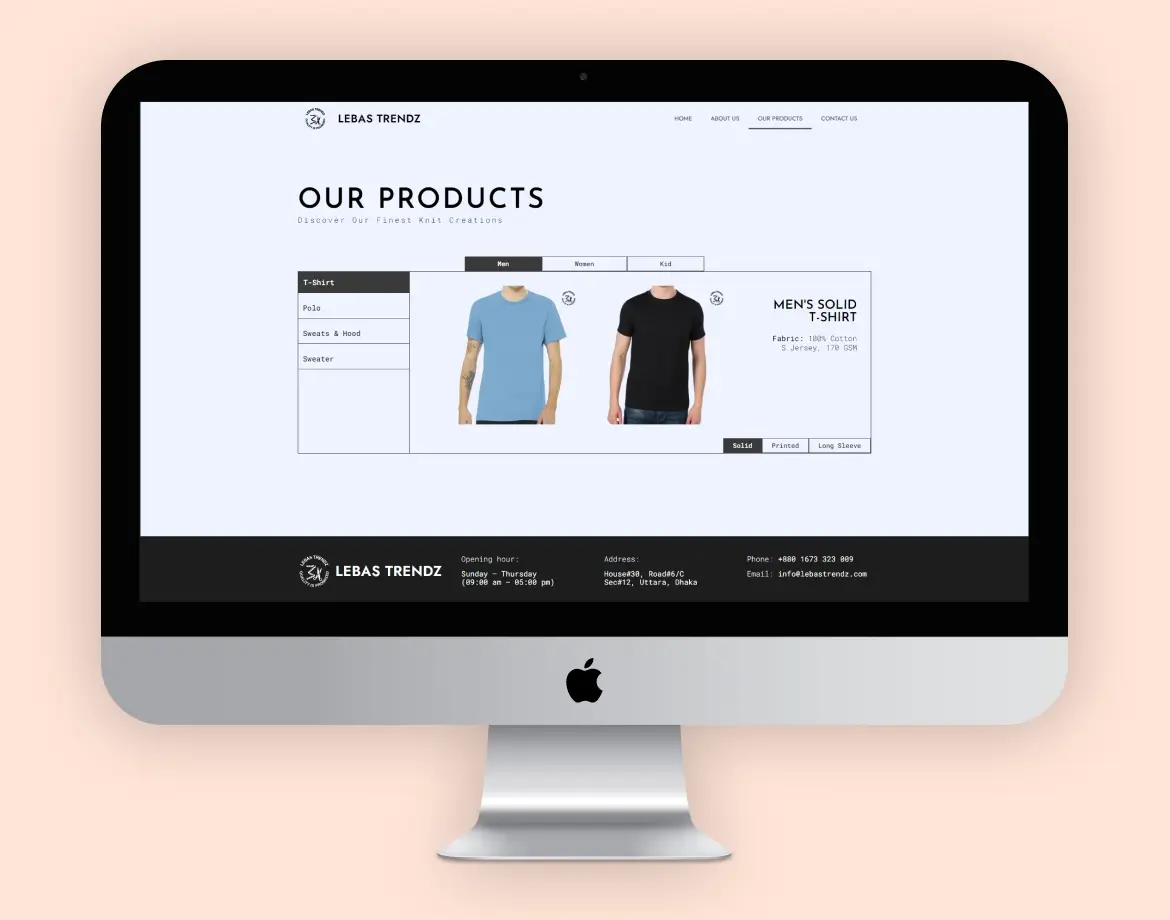 LEBAS TRENDZ
HOME ABOUT US OUR PRODUCTS CONTACT US
OUR PRODUCTS
Discover Our Finest Knit Creations
Men Women Kid
T-Shirt
Polo
Sweats & Hood
Sweater
MEN'S SOLID
T-SHIRT
Fabric: 100% Cotton
S Jersey, 170 GSM
Solid Printed Long Sleeve
LEBAS TRENDZ
LEBAS TRENDZ
Opening hour:
Sunday – Thursday
(09:00 am – 05:00 pm)
Address:
House#30, Road#6/C
Sec#12, Uttara, Dhaka
Phone: +880 1673 323 009
Email: info@lebastrendz.com